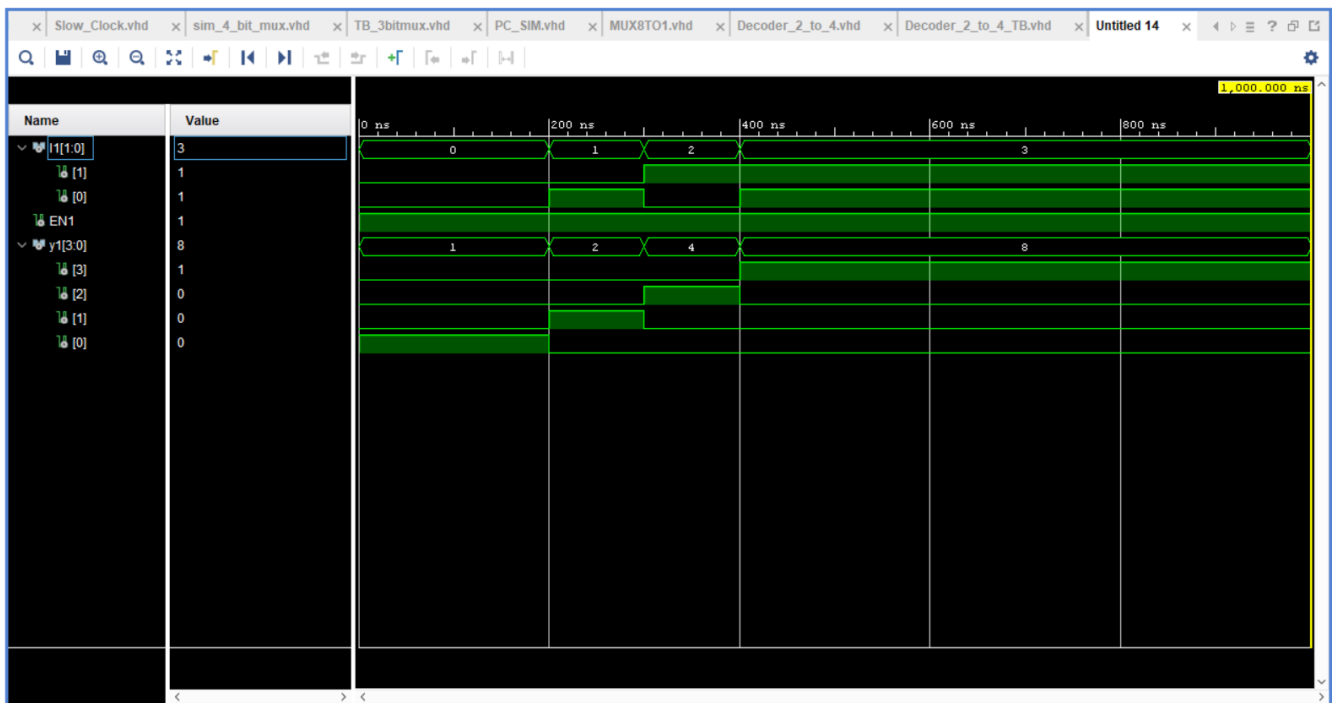 Slow_Clock.vhd sim_4_bit_mux.vhd TB_3bitmux.vhd PC_SIM.vhd MUX8TO1.vhd Decoder_2_to_4.vhd Decoder_2_to_4_TB.vhd Untitled 14
1,000.000 ns
Name Value 0 ns 200 ns 400 ns 600 ns 800 ns
I1[1:0] 3 0 1 2 3
[1] 1
[0] 1
EN1 1
y1[3:0] 8 1 2 4 8
[3] 1
[2] 0
[1] 0
[0] 0